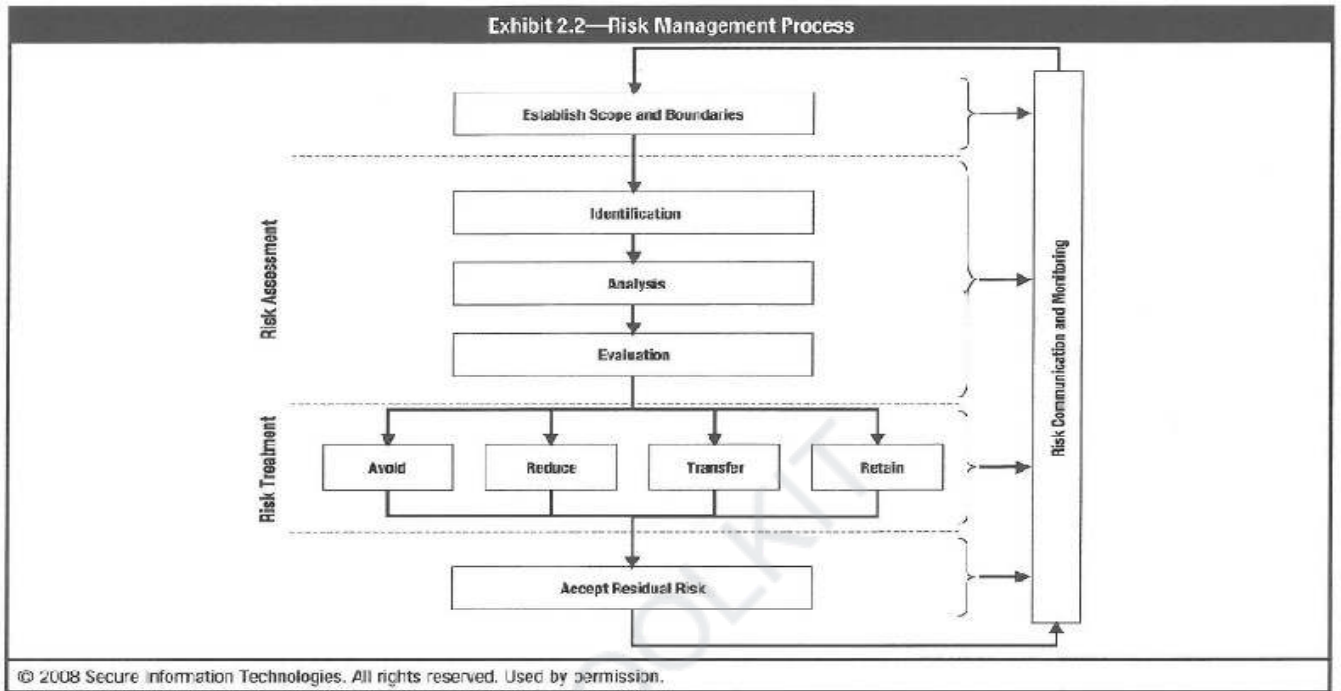 Exhibit 2.2—Risk Management Process
Establish Scope and Boundaries
Risk Assessment
Identification
Analysis
Evaluation
Risk Treatment
Avoid
Reduce
Transfer
Retain
Accept Residual Risk
Risk Communication and Monitoring
© 2008 Secure Information Technologies. All rights reserved. Used by permission.